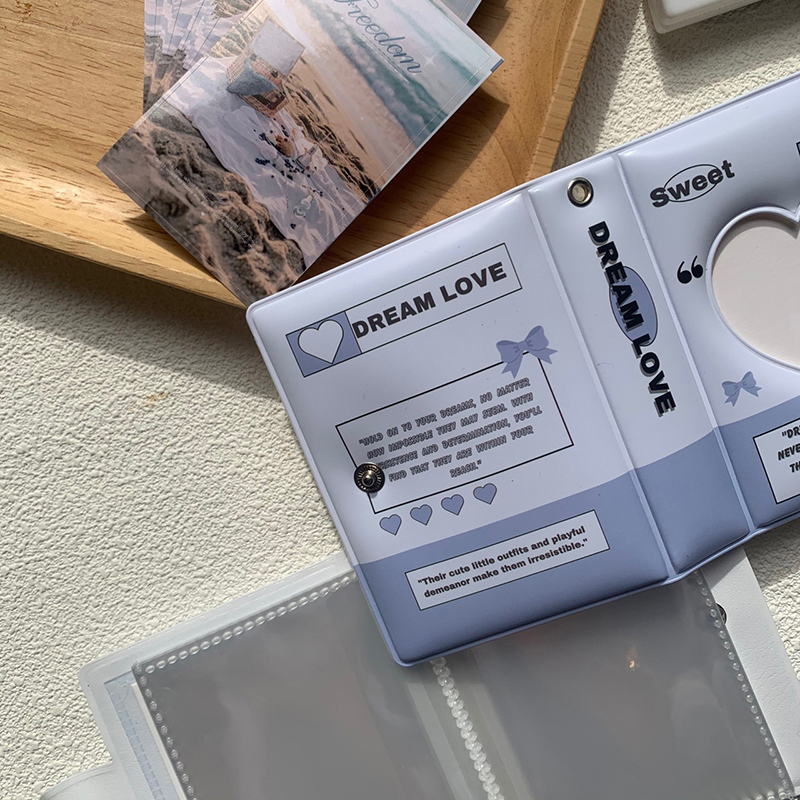 Freedom
DREAM LOVE
"HOLD ON TO YOUR DREAMS, NO MATTER
HOW IMPOSSIBLE THEY MAY SEEM. WITH
AND DETERMINATION, YOU'LL
FIND THAT THEY ARE WITHIN YOUR
REACH."
"Their cute little outfits and playful
demeanor make them irresistible."
DREAM LOVE
Sweet
“
NEVE